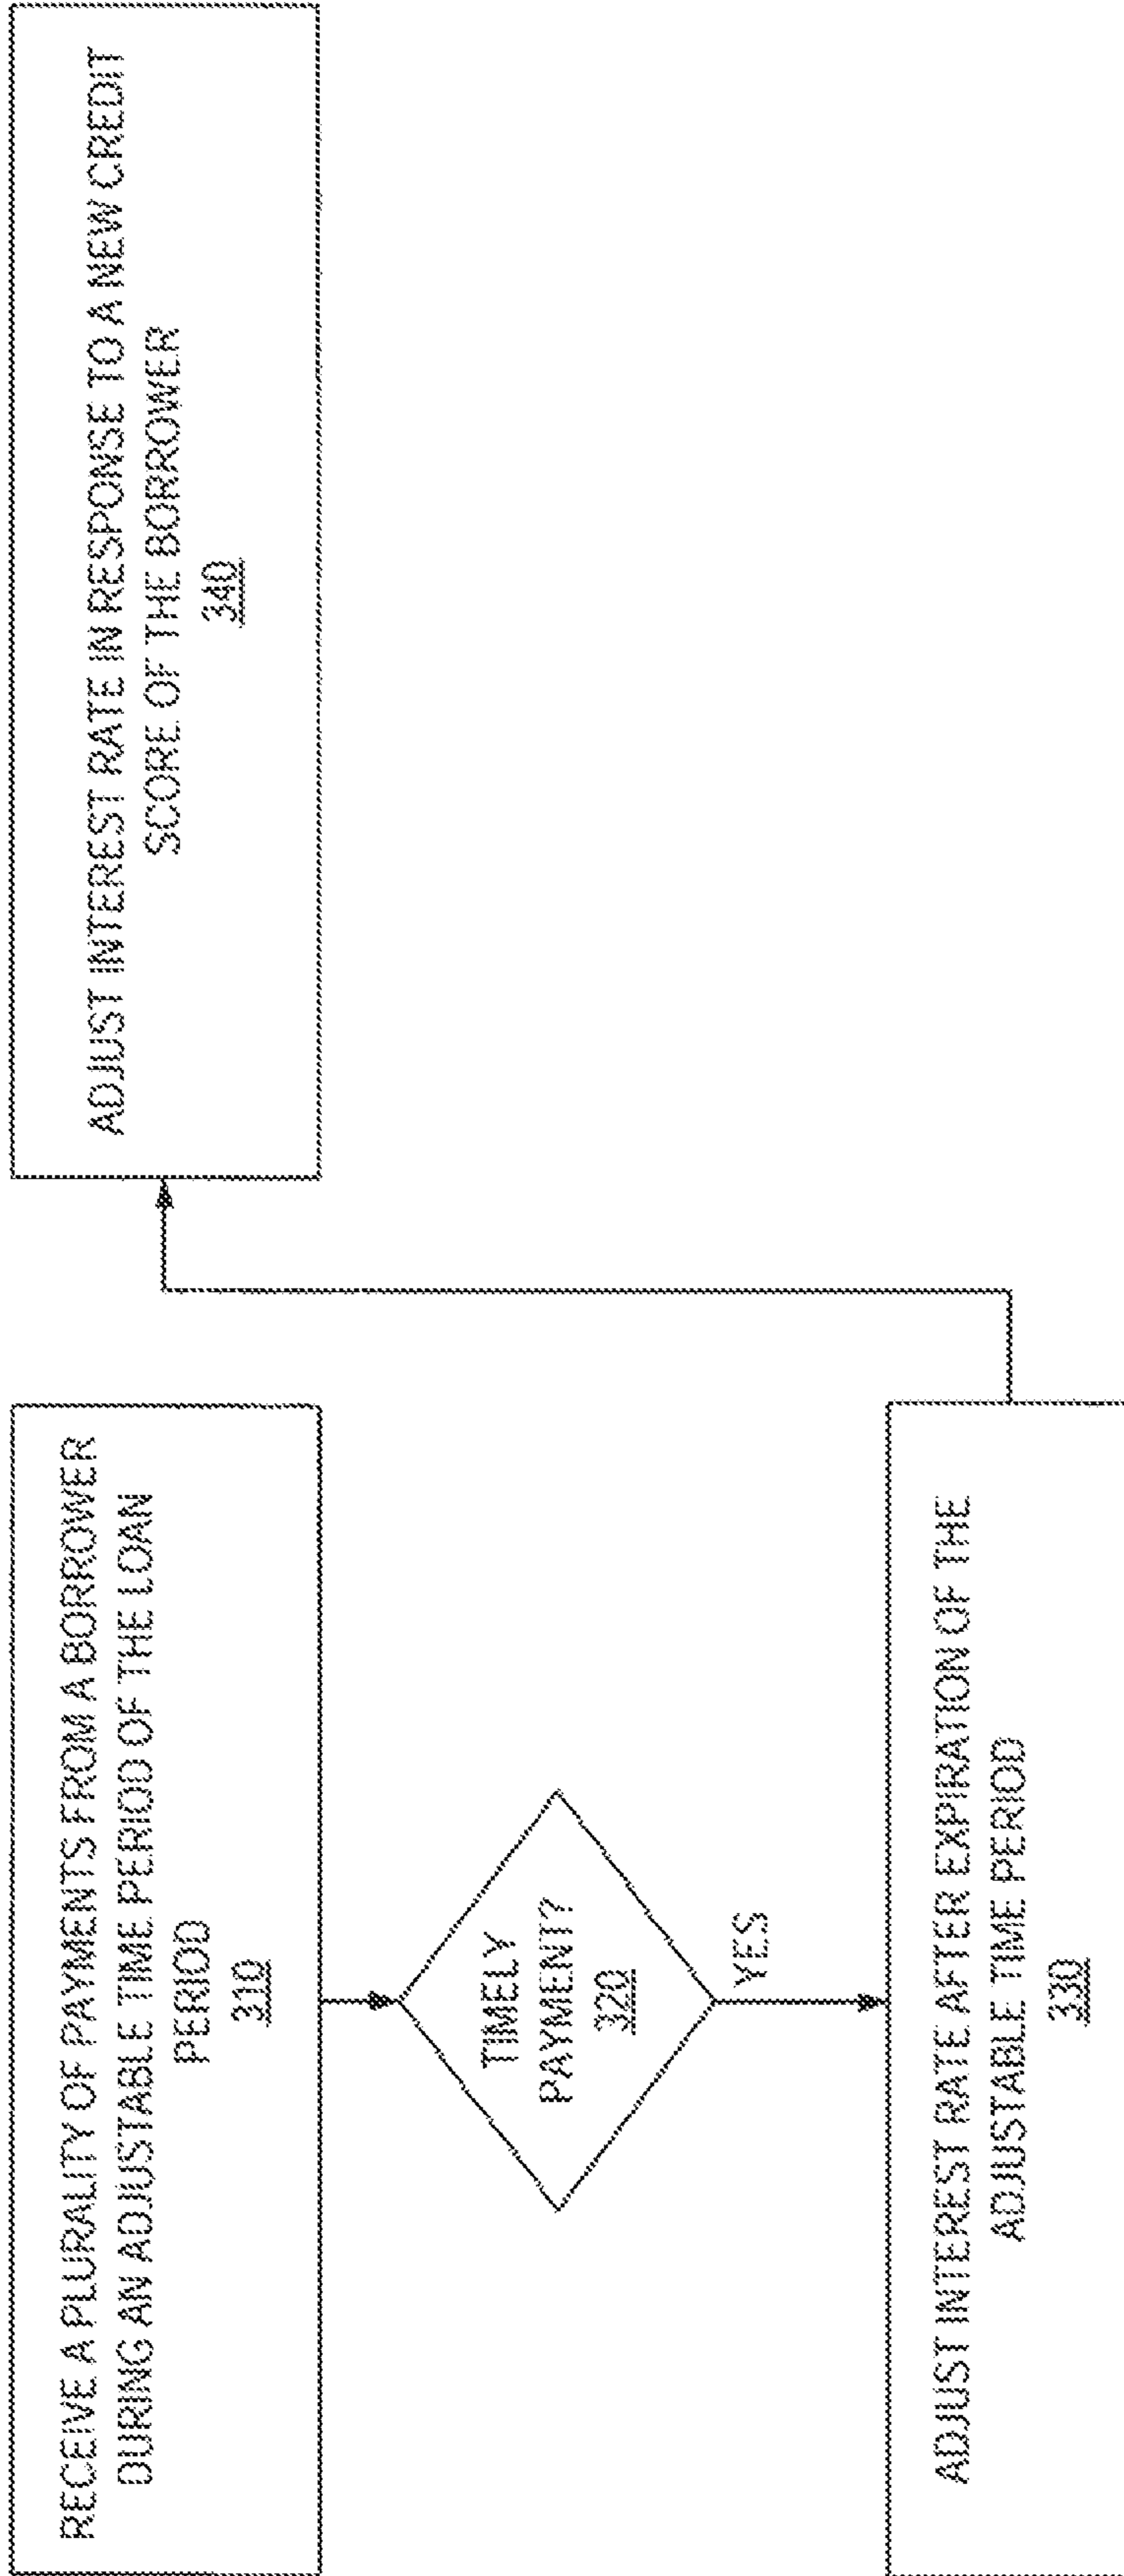 RECEIVE A PLURALITY OF PAYMENTS FROM A BORROWER
DURING AN ADJUSTABLE TIME PERIOD OF THE LOAN
PERIOD
310
TIMELY
PAYMENT?
320
YES
ADJUST INTEREST RATE AFTER EXPIRATION OF THE
ADJUSTABLE TIME PERIOD
330
ADJUST INTEREST RATE IN RESPONSE TO A NEW CREDIT
SCORE OF THE BORROWER
340